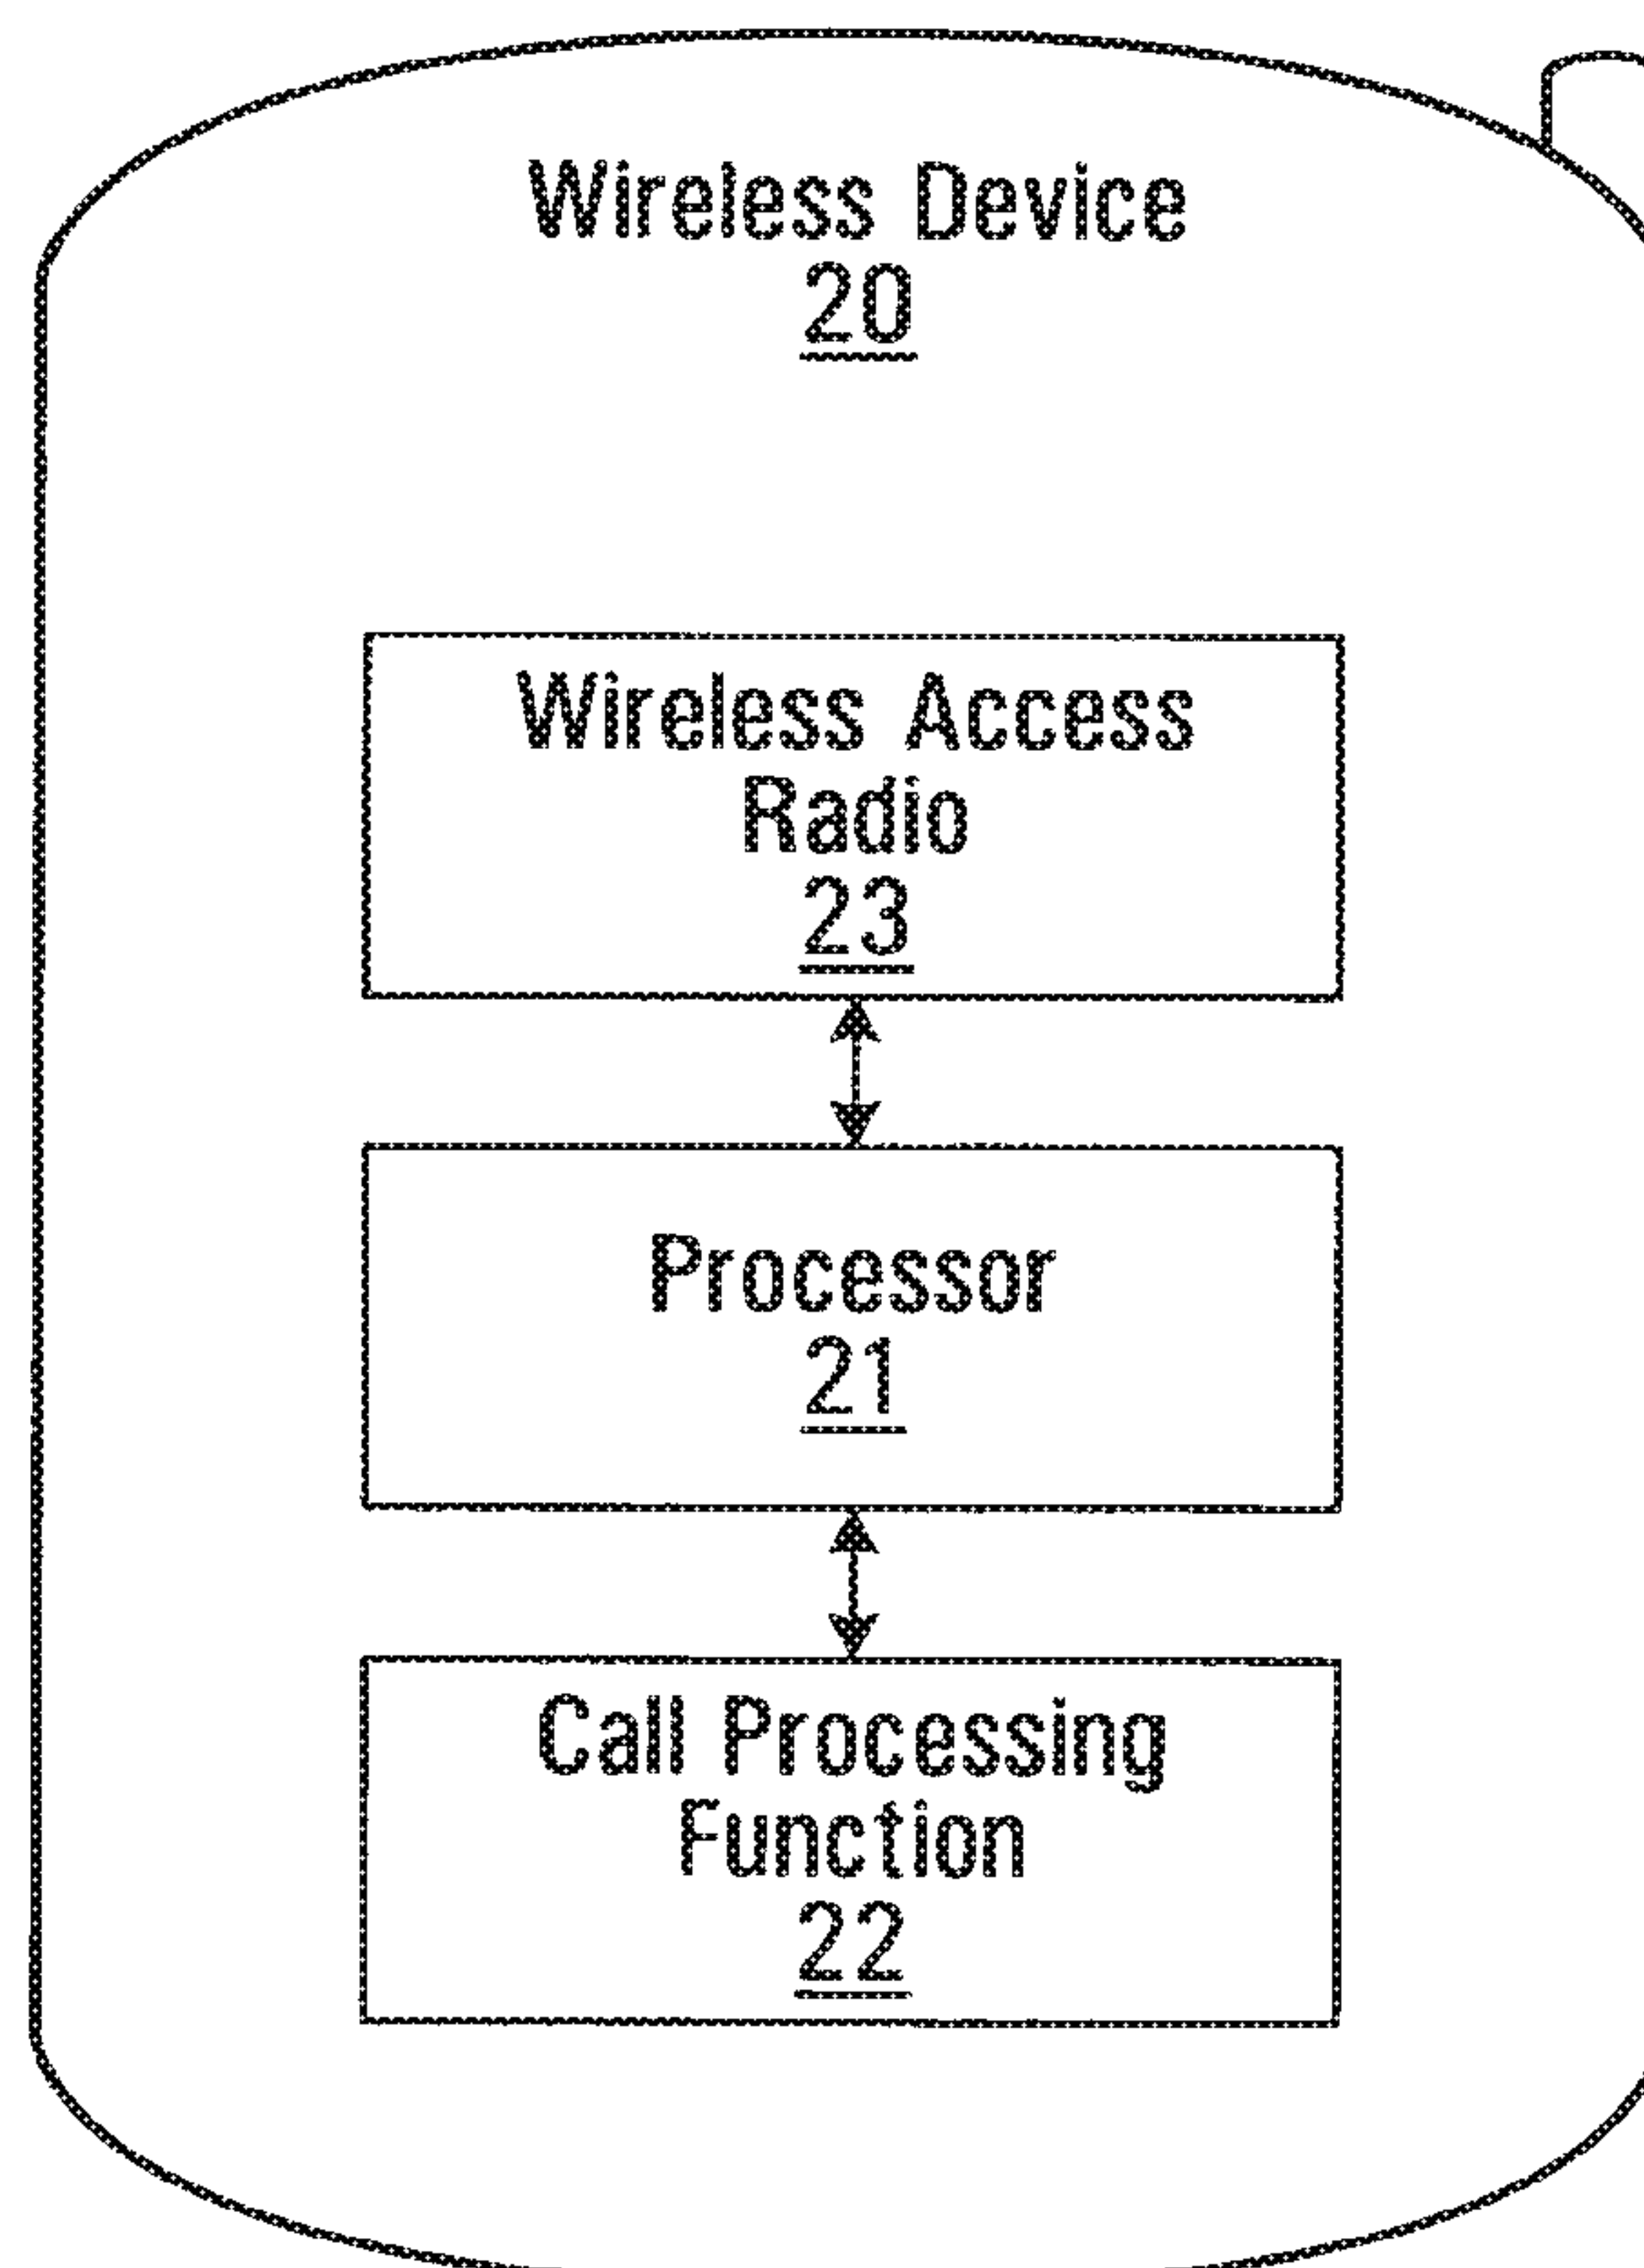 Wireless Device
20
Wireless Access
Radio
23
Processor
21
Call Processing
Function
22